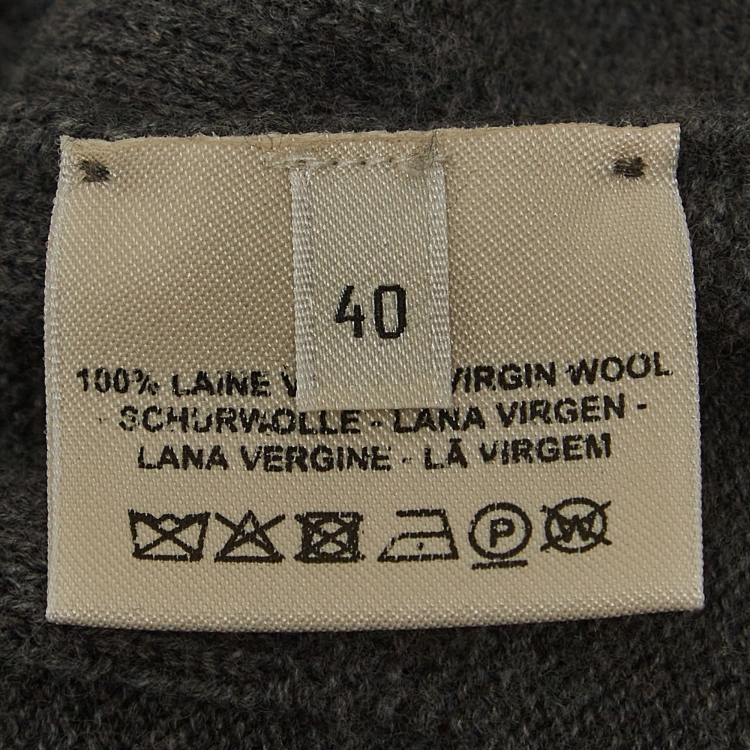 40
100% LAINE V VIRGIN WOOL
- SCHURWOLLE - LANA VIRGEN -
LANA VERGINE - LÃ VIRGEM
P W